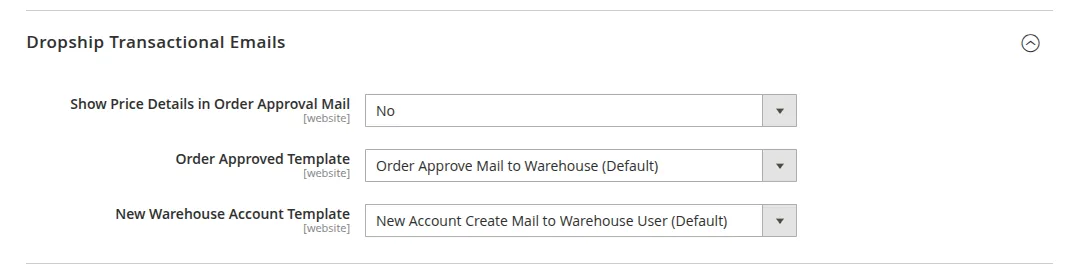 Dropship Transactional Emails
Show Price Details in Order Approval Mail
[website]
No
Order Approved Template
[website]
Order Approve Mail to Warehouse (Default)
New Warehouse Account Template
[website]
New Account Create Mail to Warehouse User (Default)